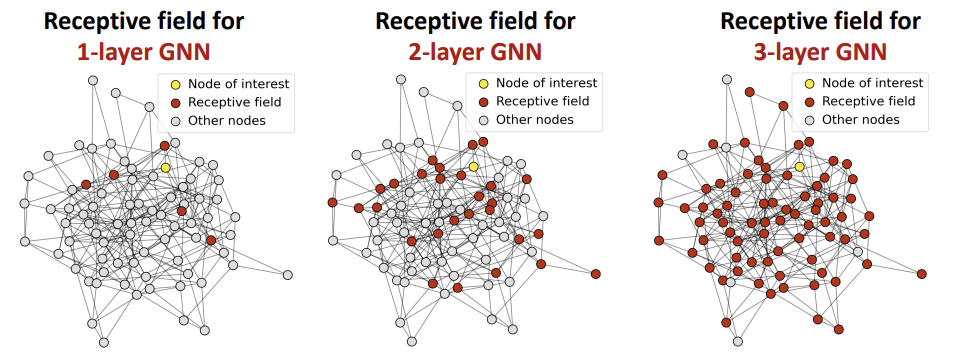 Receptive field for
1-layer GNN
Node of interest
Receptive field
Other nodes
Receptive field for
2-layer GNN
Node of interest
Receptive field
Other nodes
Receptive field for
3-layer GNN
Node of interest
Receptive field
Other nodes